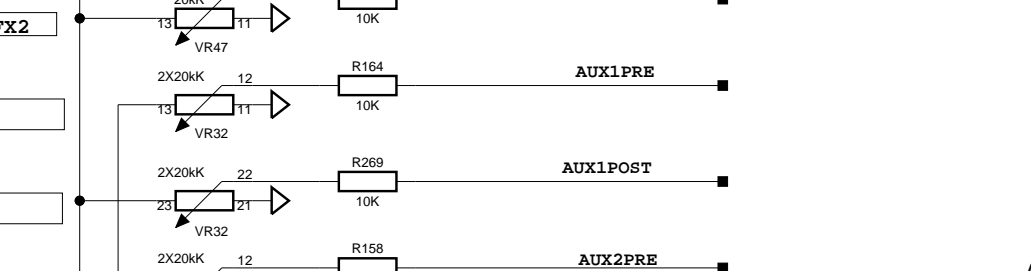 20kK
FX2
13
11
10K
VR47
R164
AUX1PRE
2X20kK
12
13
11
10K
VR32
R269
AUX1POST
2X20kK
22
23
21
10K
VR32
R158
2X20kK
12
AUX2PRE